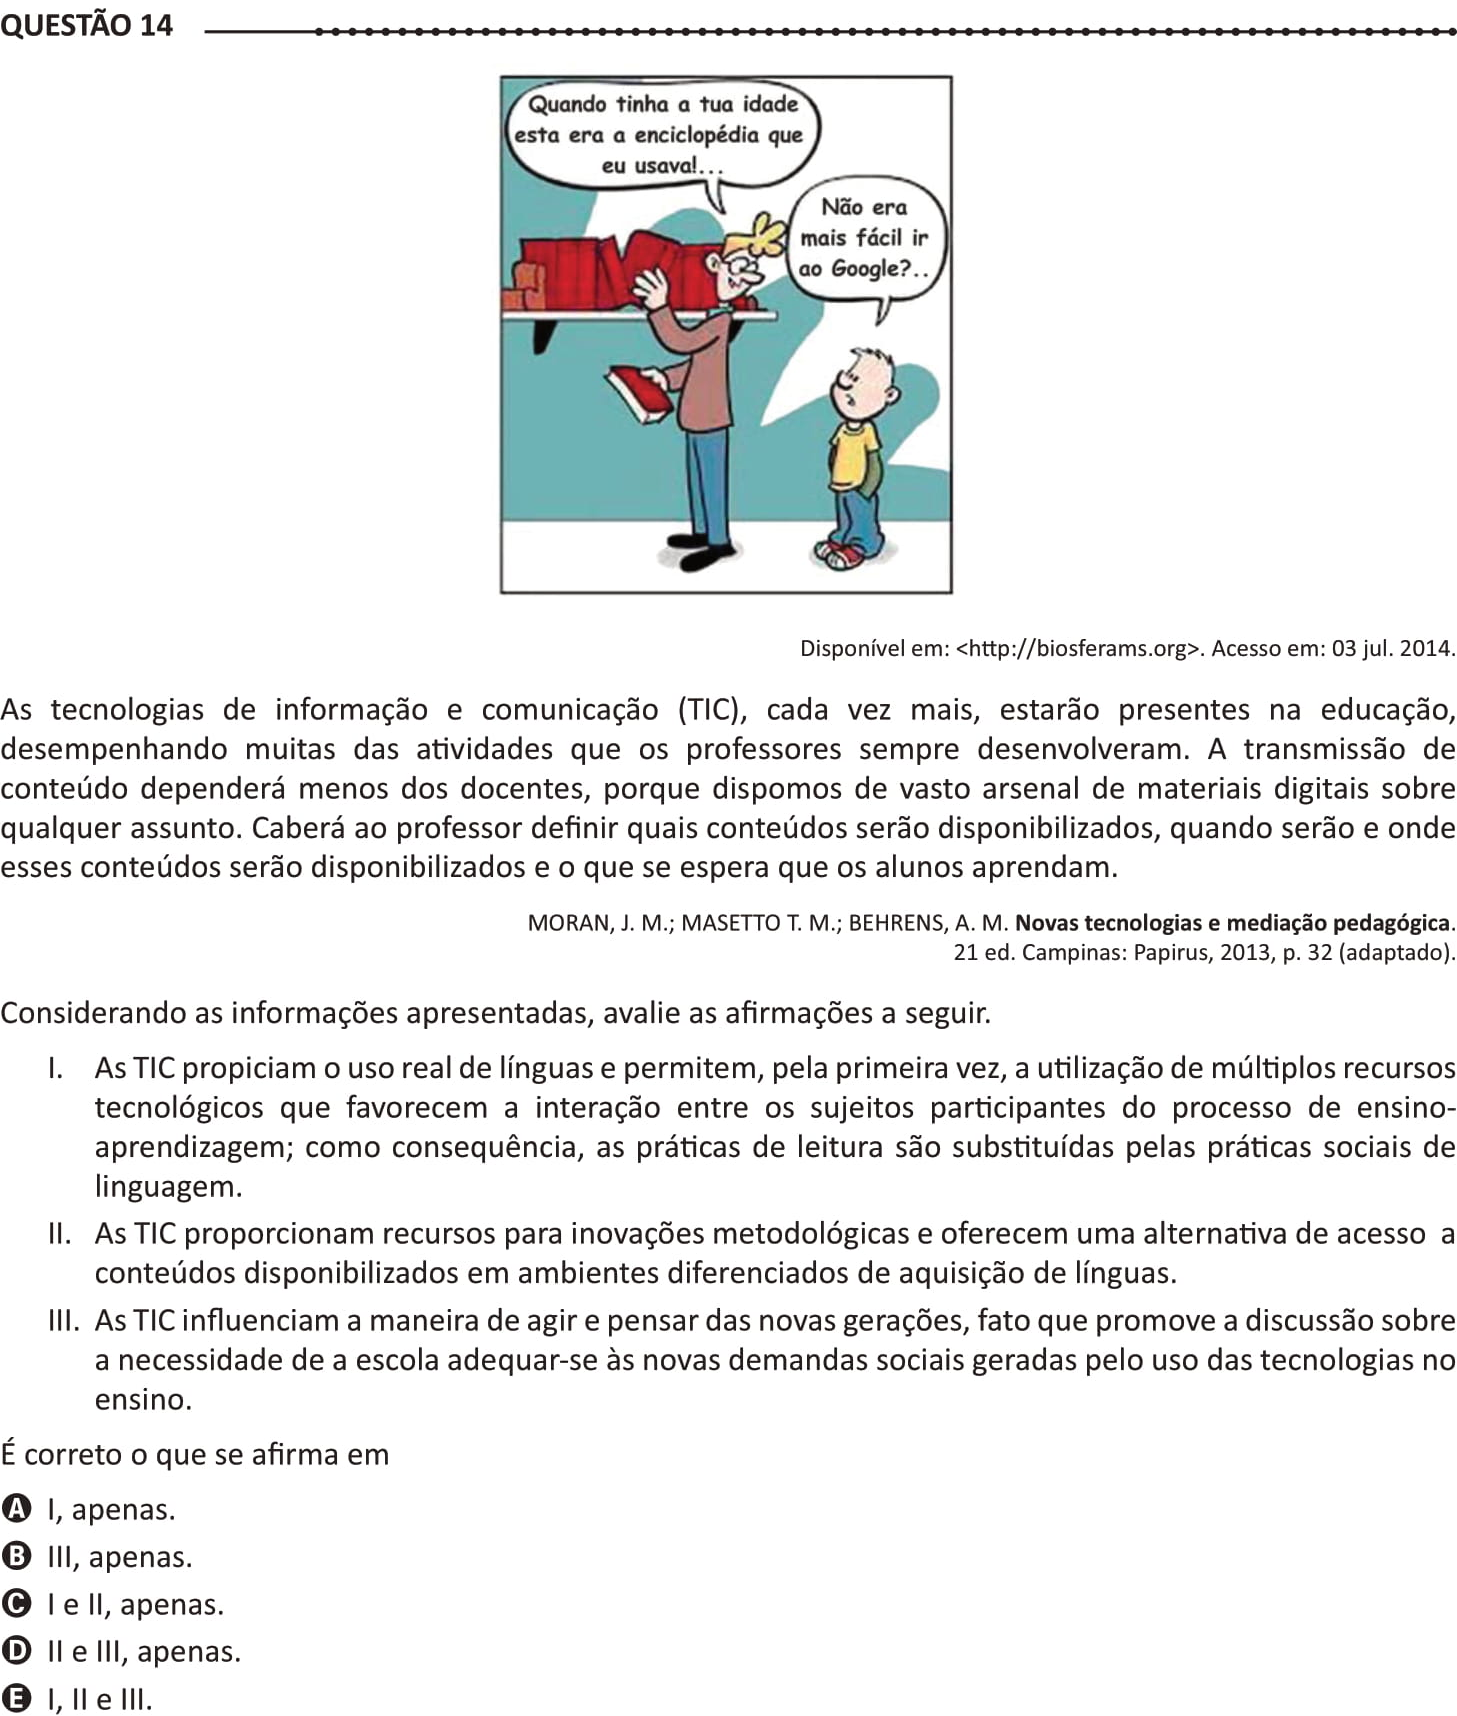 QUESTÃO 14
Quando tinha a tua idade
esta era a enciclopédia que
eu usava!...
Não era
mais fácil ir
ao Google?..
Disponível em: <http://biosferams.org>. Acesso em: 03 jul. 2014.
As tecnologias de informação e comunicação (TIC), cada vez mais, estarão presentes na educação,
desempenhando muitas das atividades que os professores sempre desenvolveram. A transmissão de
conteúdo dependerá menos dos docentes, porque dispomos de vasto arsenal de materiais digitais sobre
qualquer assunto. Caberá ao professor definir quais conteúdos serão disponibilizados, quando serão e onde
esses conteúdos serão disponibilizados e o que se espera que os alunos aprendam.
MORAN, J. M.; MASETTO T. M.; BEHRENS, A. M. Novas tecnologias e mediação pedagógica.
21 ed. Campinas: Papirus, 2013, p. 32 (adaptado).
Considerando as informações apresentadas, avalie as afirmações a seguir.
I. As TIC propiciam o uso real de línguas e permitem, pela primeira vez, a utilização de múltiplos recursos
tecnológicos que favorecem a interação entre os sujeitos participantes do processo de ensino-
aprendizagem; como consequência, as práticas de leitura são substituídas pelas práticas sociais de
linguagem.
II. As TIC proporcionam recursos para inovações metodológicas e oferecem uma alternativa de acesso a
conteúdos disponibilizados em ambientes diferenciados de aquisição de línguas.
III. As TIC influenciam a maneira de agir e pensar das novas gerações, fato que promove a discussão sobre
a necessidade de a escola adequar-se às novas demandas sociais geradas pelo uso das tecnologias no
ensino.
É correto o que se afirma em
A I, apenas.
B III, apenas.
C I e II, apenas.
D II e III, apenas.
E I, II e III.